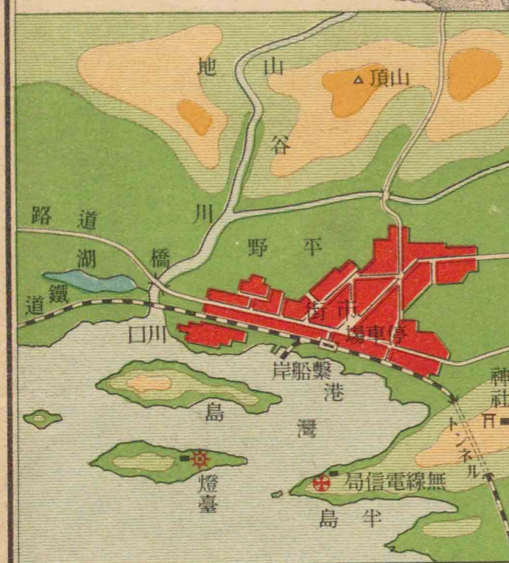 山地
山頂
谷
川
平野
道路
湖
橋
鐵道
市街
停車場
川口
繫船岸
港灣
島
神社
トンネル
燈臺
無線電信局
半島